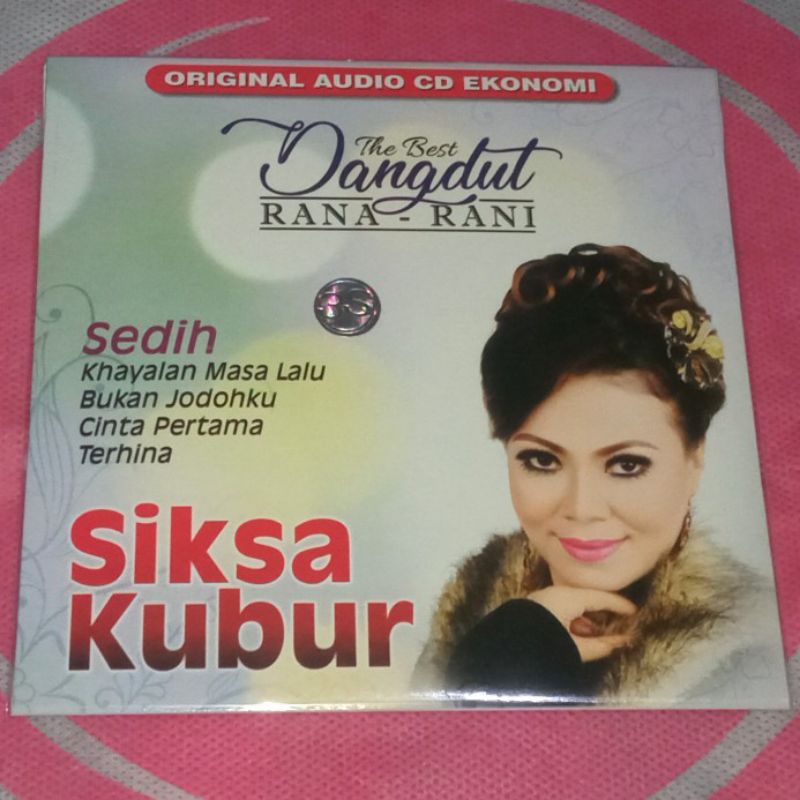 ORIGINAL AUDIO CD EKONOMI
The Best
Dangdut
RANA - RANI
Sedih
Khayalan Masa Lalu
Bukan Jodohku
Cinta Pertama
Terhina
Siksa
Kubur